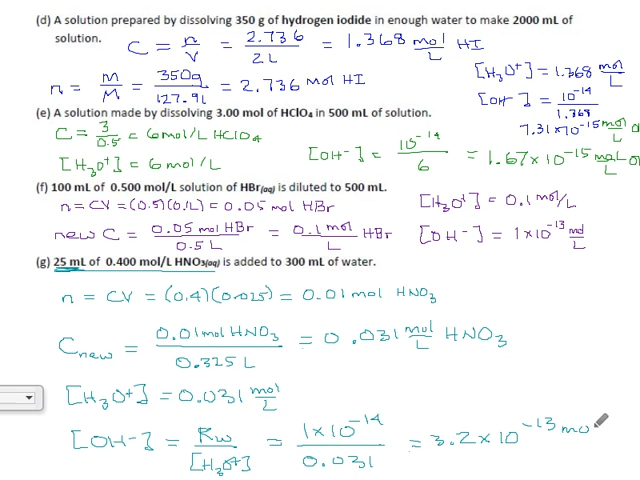 (d) A solution prepared by dissolving 350 g of hydrogen iodide in enough water to make 2000 mL of
solution.
C = n/V = 2.736/2L = 1.368 mol/L HI
n = m/M = 350g/127.91 = 2.736 mol HI
[H₃O⁺] = 1.368 mol/L
[OH⁻] = 10⁻¹⁴/1.369
7.31×10⁻¹⁵ mol/L
(e) A solution made by dissolving 3.00 mol of HClO₄ in 500 mL of solution.
C = 3/0.5 = 6 mol/L HClO₄
[H₃O⁺] = 6 mol/L
[OH⁻] = 10⁻¹⁴/6 = 1.67×10⁻¹⁵ mol/L
(f) 100 mL of 0.500 mol/L solution of HBr(aq) is diluted to 500 mL.
n = CV = (0.5)(0.1L) = 0.05 mol HBr
new C = 0.05 mol HBr/0.5L = 0.1 mol/L HBr
[H₃O⁺] = 0.1 mol/L
[OH⁻] = 1×10⁻¹³ mol/L
(g) 25 mL of 0.400 mol/L HNO₃(aq) is added to 300 mL of water.
n = CV = (0.4)(0.025) = 0.01 mol HNO₃
Cnew = 0.01 mol HNO₃/0.325 L = 0.031 mol/L HNO₃
[H₃O⁺] = 0.031 mol/L
[OH⁻] = Kw/[H₃O⁺] = 1×10⁻¹⁴/0.031 = 3.2×10⁻¹³ mo